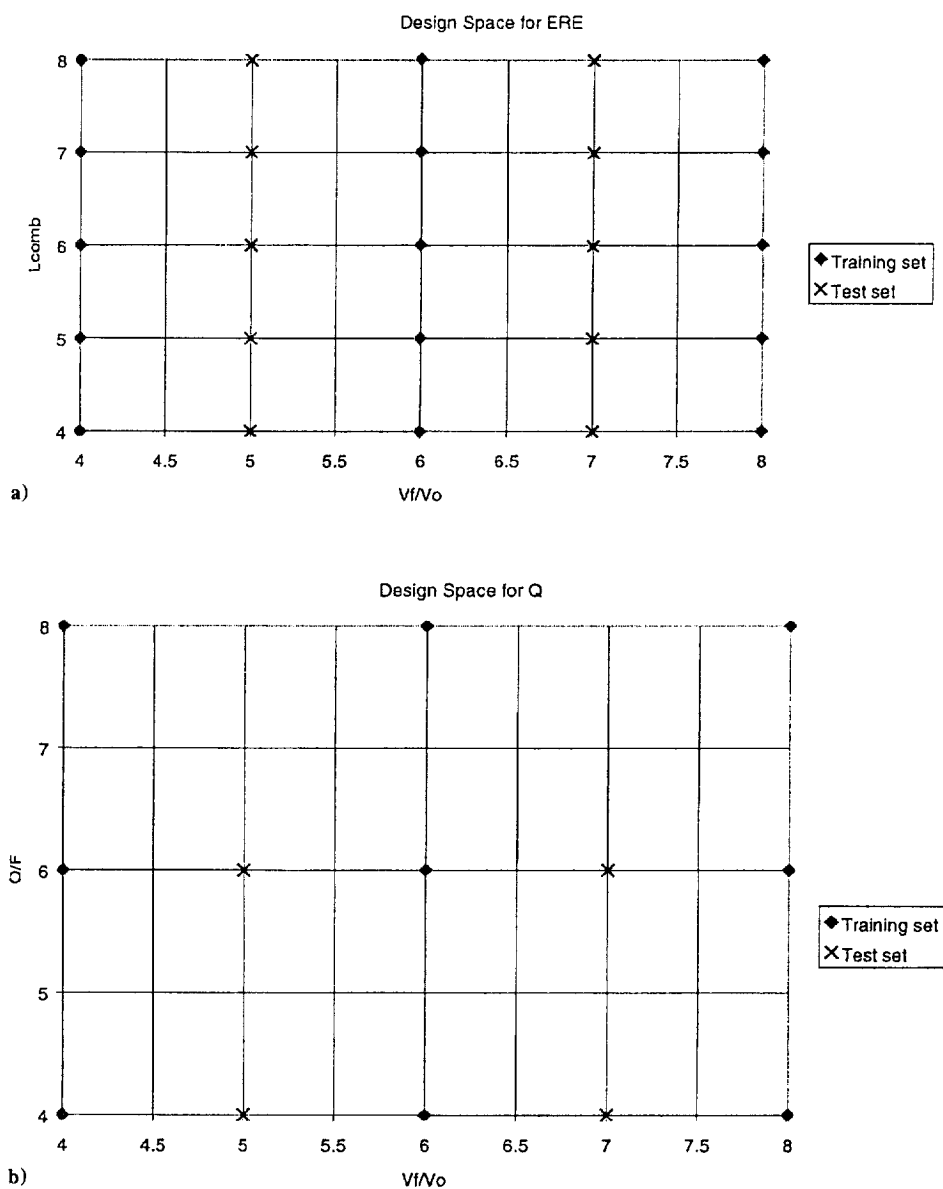 Design Space for ERE
8
7
6
5
4
Lcomb
4 4.5 5 5.5 6 6.5 7 7.5 8
Vf/Vo
Training set
Test set
a)
Design Space for Q
8
7
6
5
4
O/F
4 4.5 5 5.5 6 6.5 7 7.5 8
Vf/Vo
Training set
Test set
b)